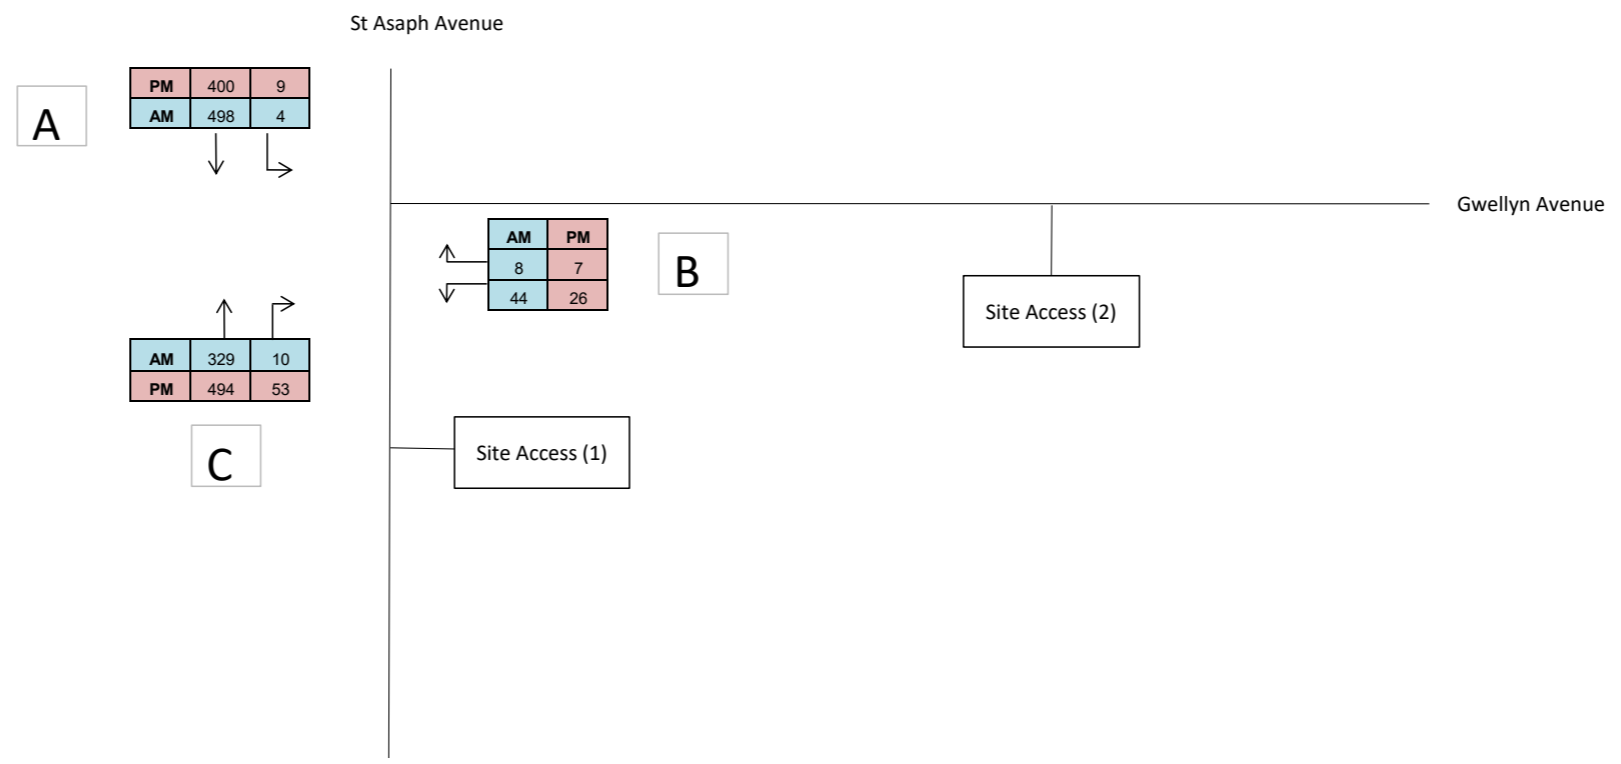 St Asaph Avenue
A
PM 400 9
AM 498 4
Gwellyn Avenue
AM PM
8 7
44 26
B
Site Access (2)
AM 329 10
PM 494 53
C
Site Access (1)